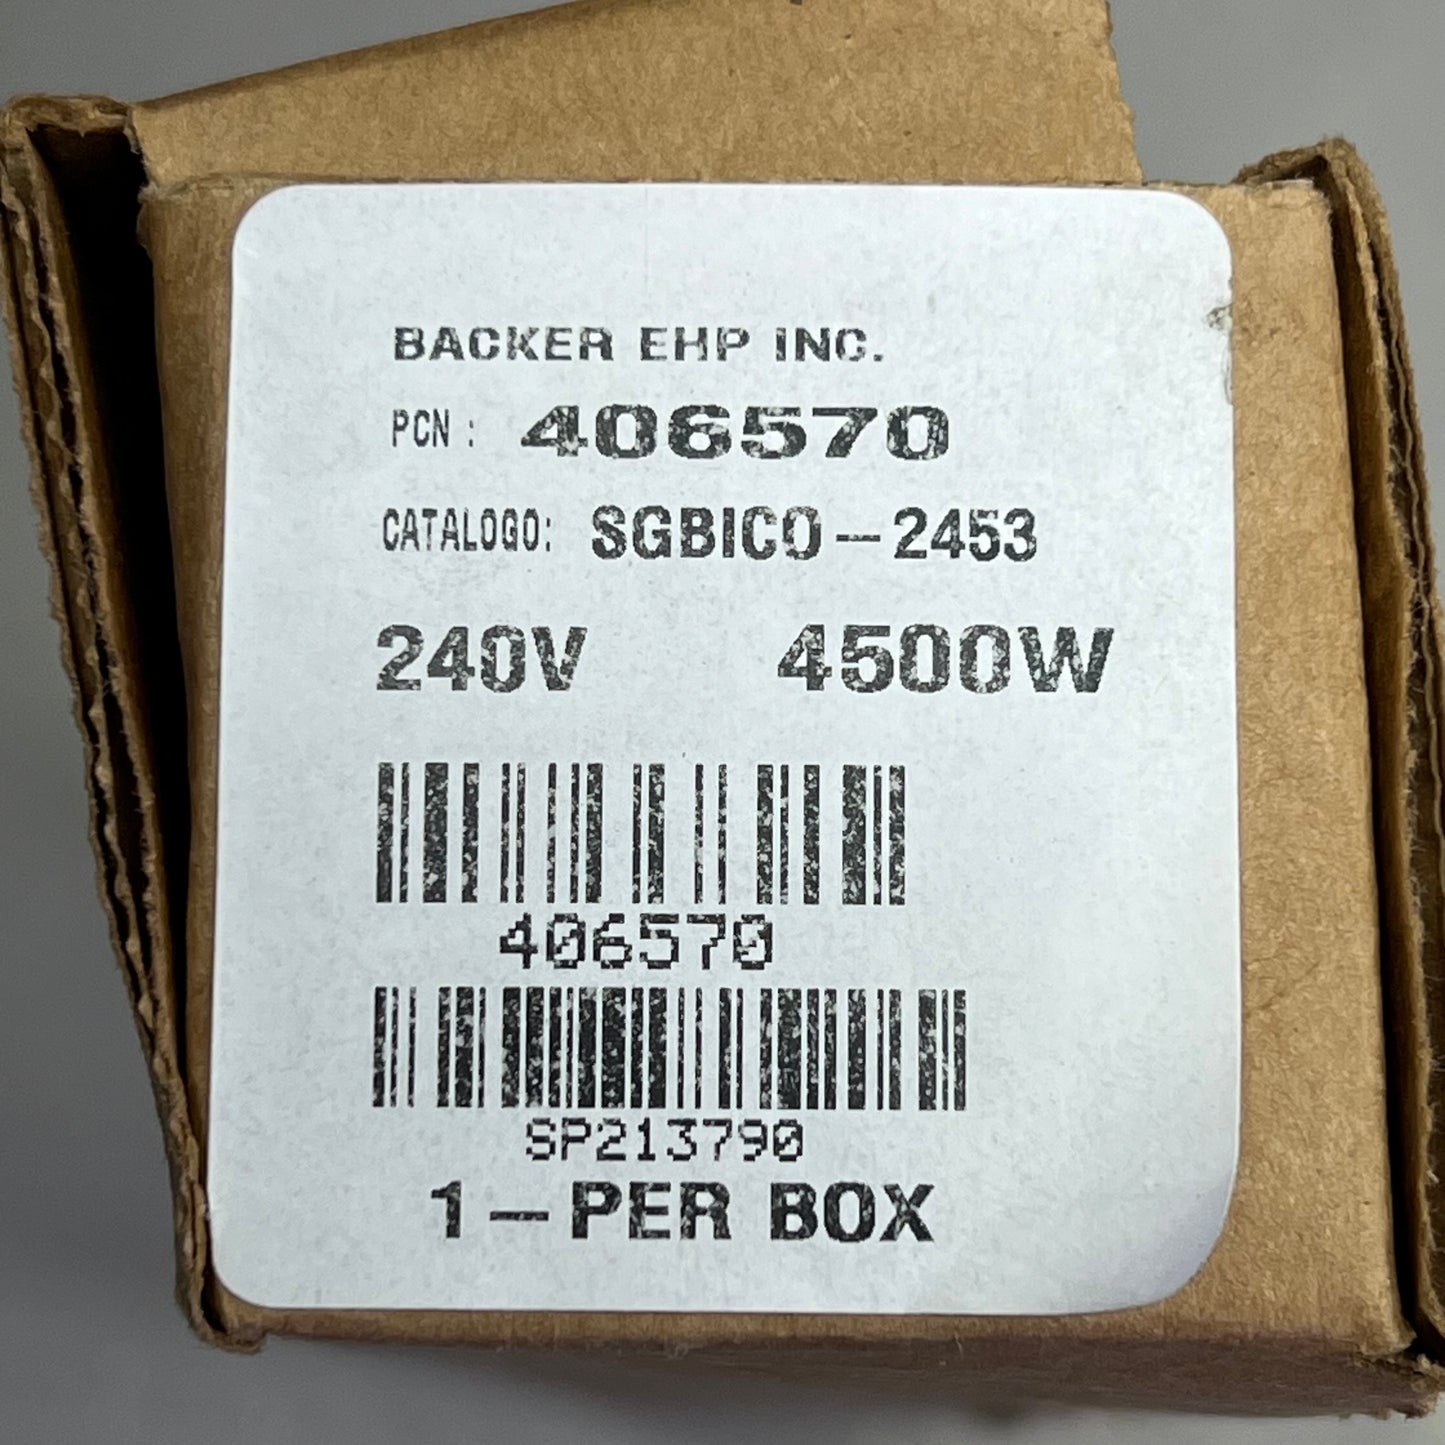 BACKER EHP INC.
PCN : 406570
CATALOGO: SGBICO-2453
240V 4500W
406570
SP213790
1-PER BOX